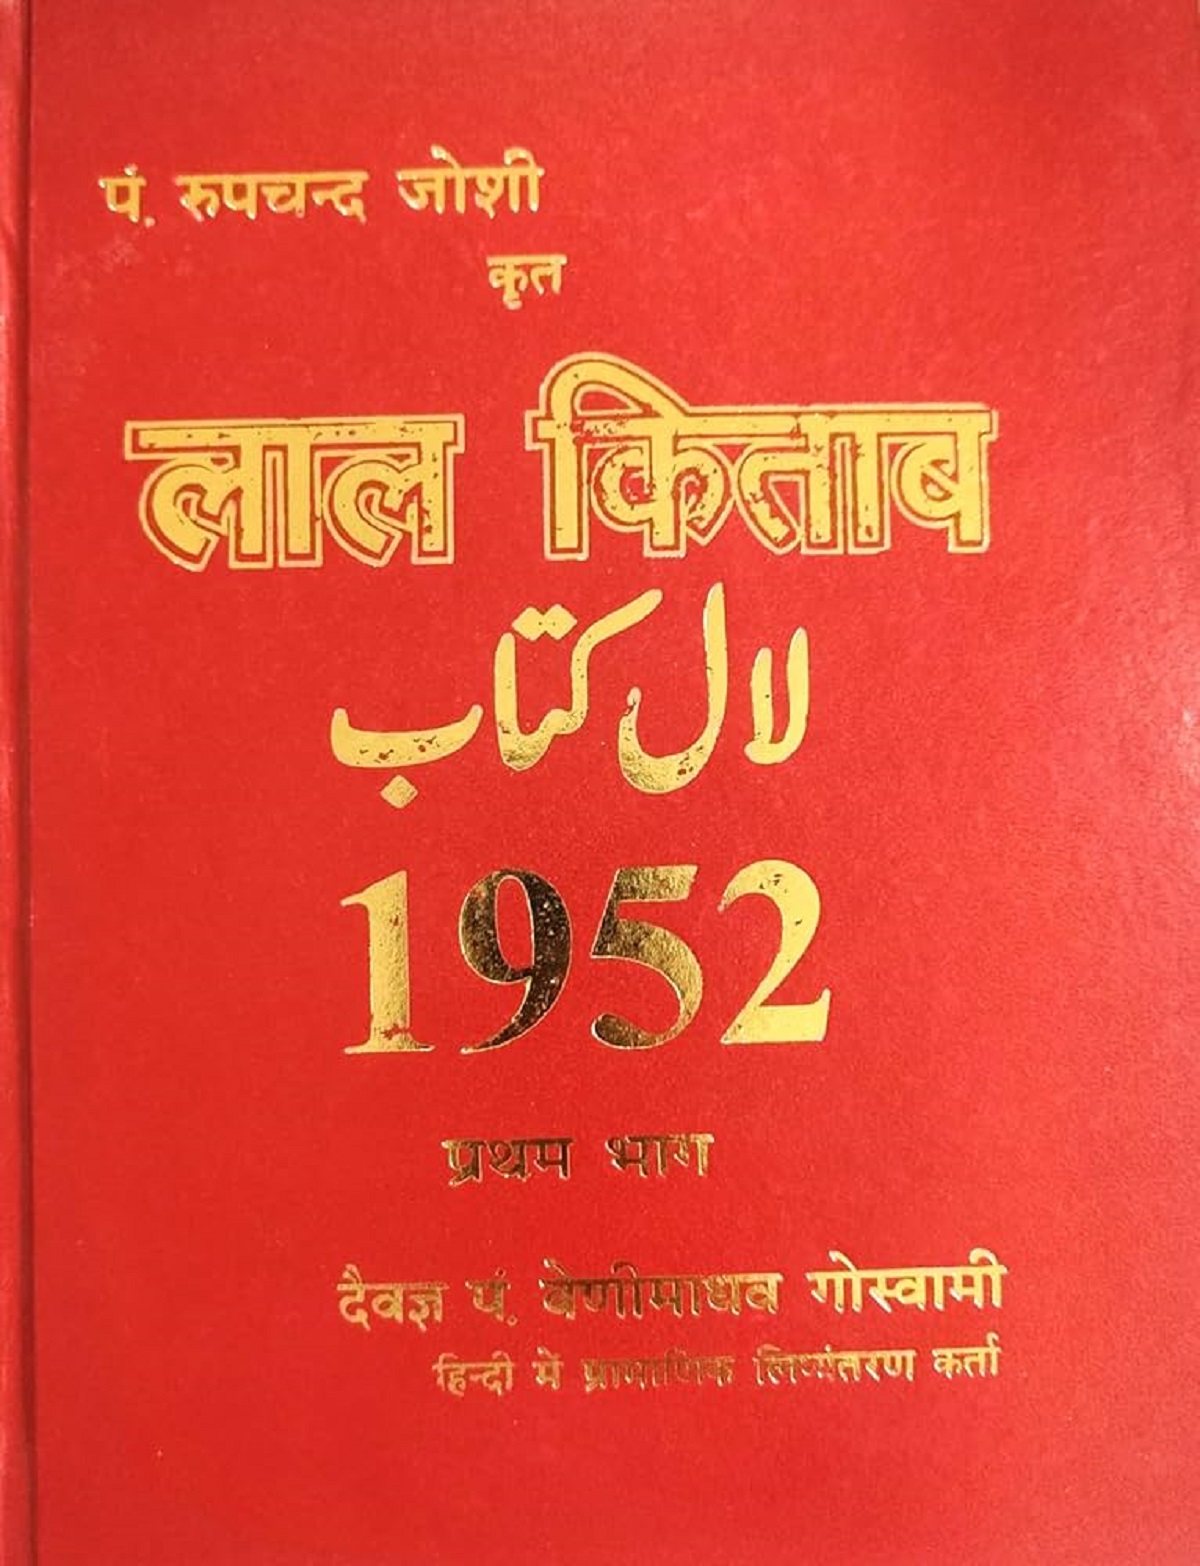 पं. रुपचन्द जोशी
कृत
लाल किताब
لال کتاب
1952
प्रथम भाग
दैवज्ञ पं. बेणीमाधव गोस्वामी
हिन्दी में प्रामाणिक लिप्यंतरण कर्ता